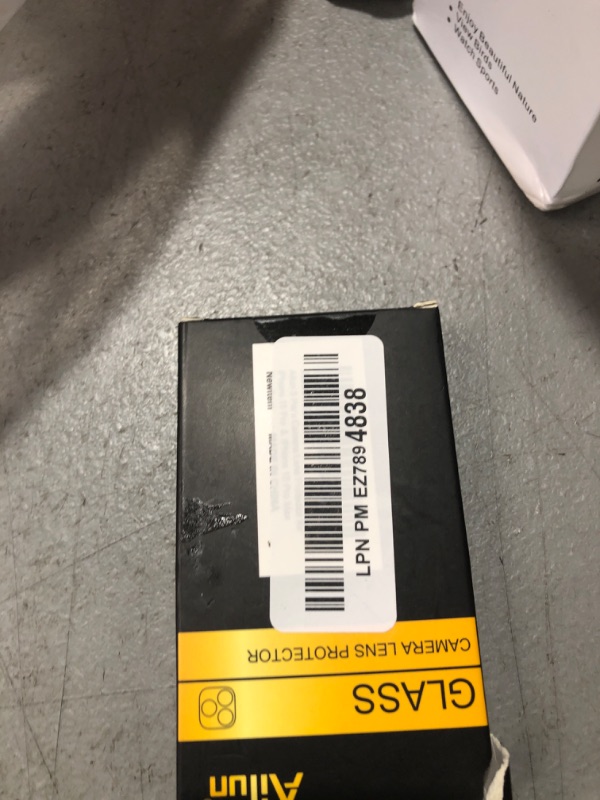 • Enjoy Beautiful Nature
• View Birds
• Watch Sports
LPN PM EZ7894838
CAMERA LENS PROTECTOR
GLASS
Ailun